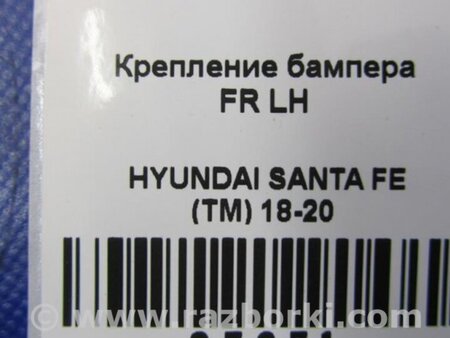 Крепление бампера
FR LH
HYUNDAI SANTA FE
(TM) 18-20
www.razborki.com